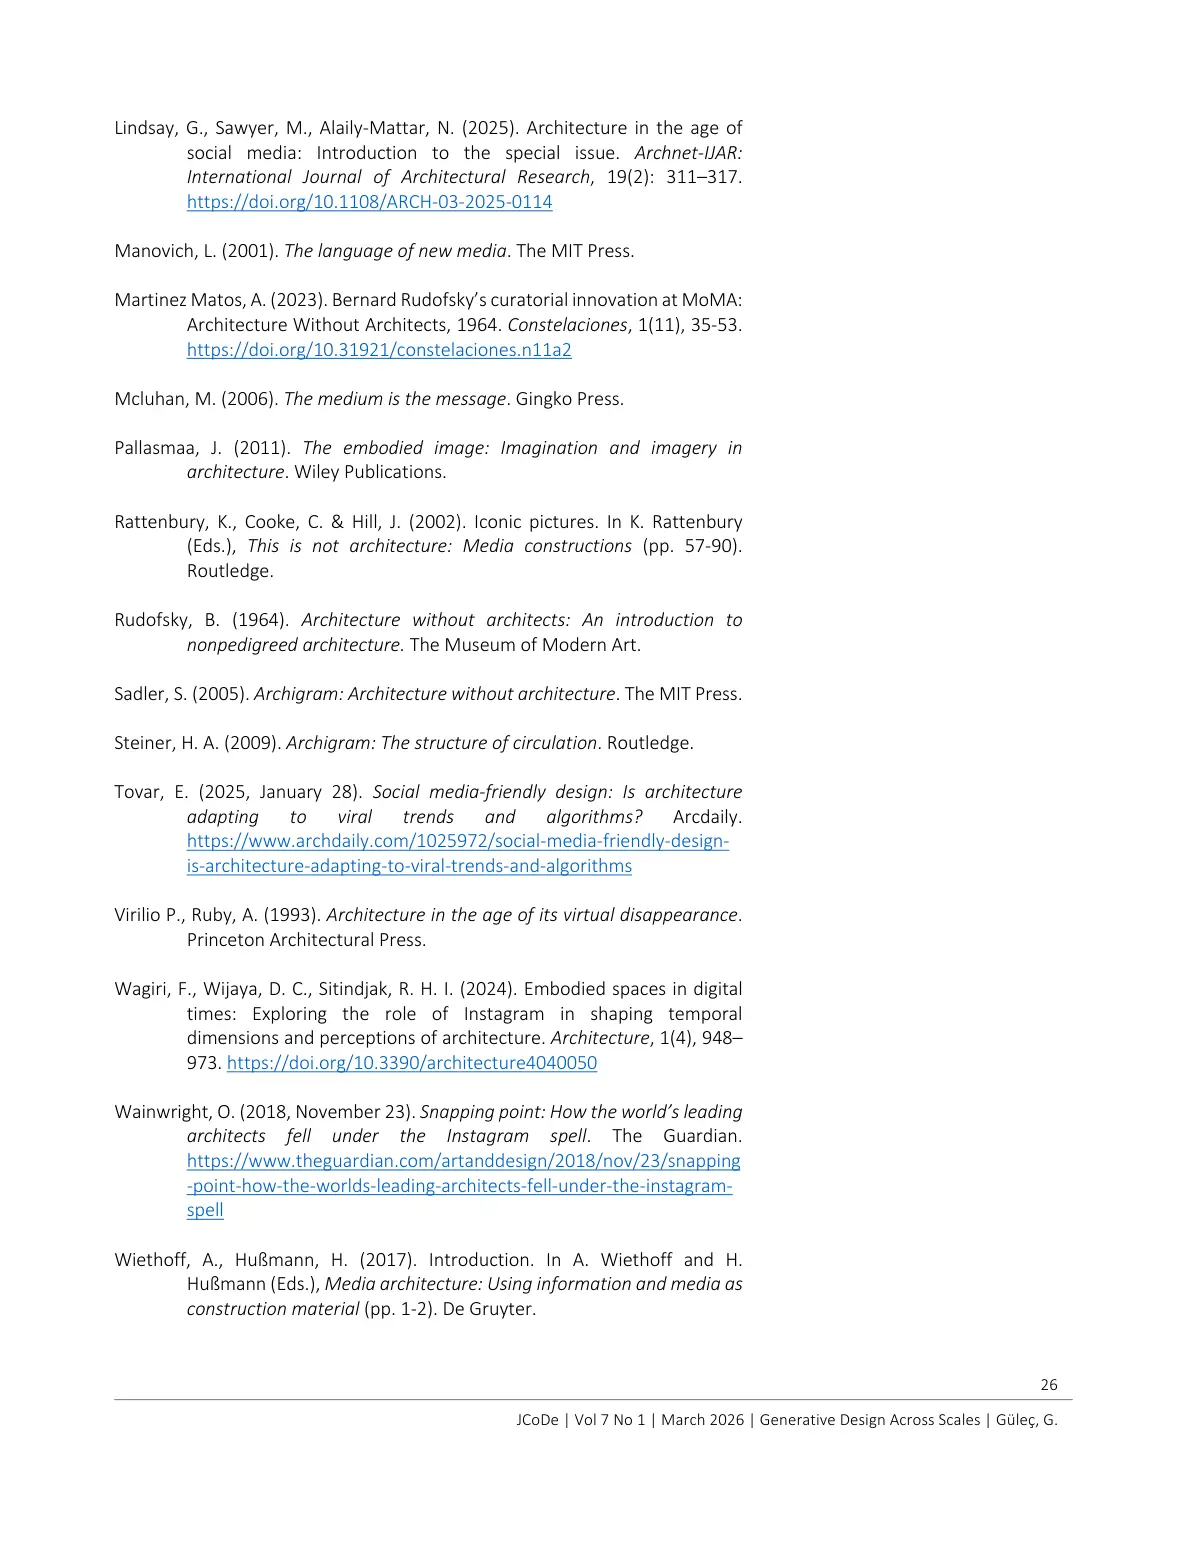 Lindsay, G., Sawyer, M., Alaily-Mattar, N. (2025). Architecture in the age of
social media: Introduction to the special issue. Archnet-IJAR:
International Journal of Architectural Research, 19(2): 311–317.
https://doi.org/10.1108/ARCH-03-2025-0114
Manovich, L. (2001). The language of new media. The MIT Press.
Martinez Matos, A. (2023). Bernard Rudofsky’s curatorial innovation at MoMA:
Architecture Without Architects, 1964. Constelaciones, 1(11), 35-53.
https://doi.org/10.31921/constelaciones.n11a2
Mcluhan, M. (2006). The medium is the message. Gingko Press.
Pallasmaa, J. (2011). The embodied image: Imagination and imagery in
architecture. Wiley Publications.
Rattenbury, K., Cooke, C. & Hill, J. (2002). Iconic pictures. In K. Rattenbury
(Eds.), This is not architecture: Media constructions (pp. 57-90).
Routledge.
Rudofsky, B. (1964). Architecture without architects: An introduction to
nonpedigreed architecture. The Museum of Modern Art.
Sadler, S. (2005). Archigram: Architecture without architecture. The MIT Press.
Steiner, H. A. (2009). Archigram: The structure of circulation. Routledge.
Tovar, E. (2025, January 28). Social media-friendly design: Is architecture
adapting to viral trends and algorithms? Arcdaily.
https://www.archdaily.com/1025972/social-media-friendly-design-
is-architecture-adapting-to-viral-trends-and-algorithms
Virilio P., Ruby, A. (1993). Architecture in the age of its virtual disappearance.
Princeton Architectural Press.
Wagiri, F., Wijaya, D. C., Sitindjak, R. H. I. (2024). Embodied spaces in digital
times: Exploring the role of Instagram in shaping temporal
dimensions and perceptions of architecture. Architecture, 1(4), 948–
973. https://doi.org/10.3390/architecture4040050
Wainwright, O. (2018, November 23). Snapping point: How the world’s leading
architects fell under the Instagram spell. The Guardian.
https://www.theguardian.com/artanddesign/2018/nov/23/snapping
-point-how-the-worlds-leading-architects-fell-under-the-instagram-
spell
Wiethoff, A., Hußmann, H. (2017). Introduction. In A. Wiethoff and H.
Hußmann (Eds.), Media architecture: Using information and media as
construction material (pp. 1-2). De Gruyter.
26
JCoDe | Vol 7 No 1 | March 2026 | Generative Design Across Scales | Güleç, G.